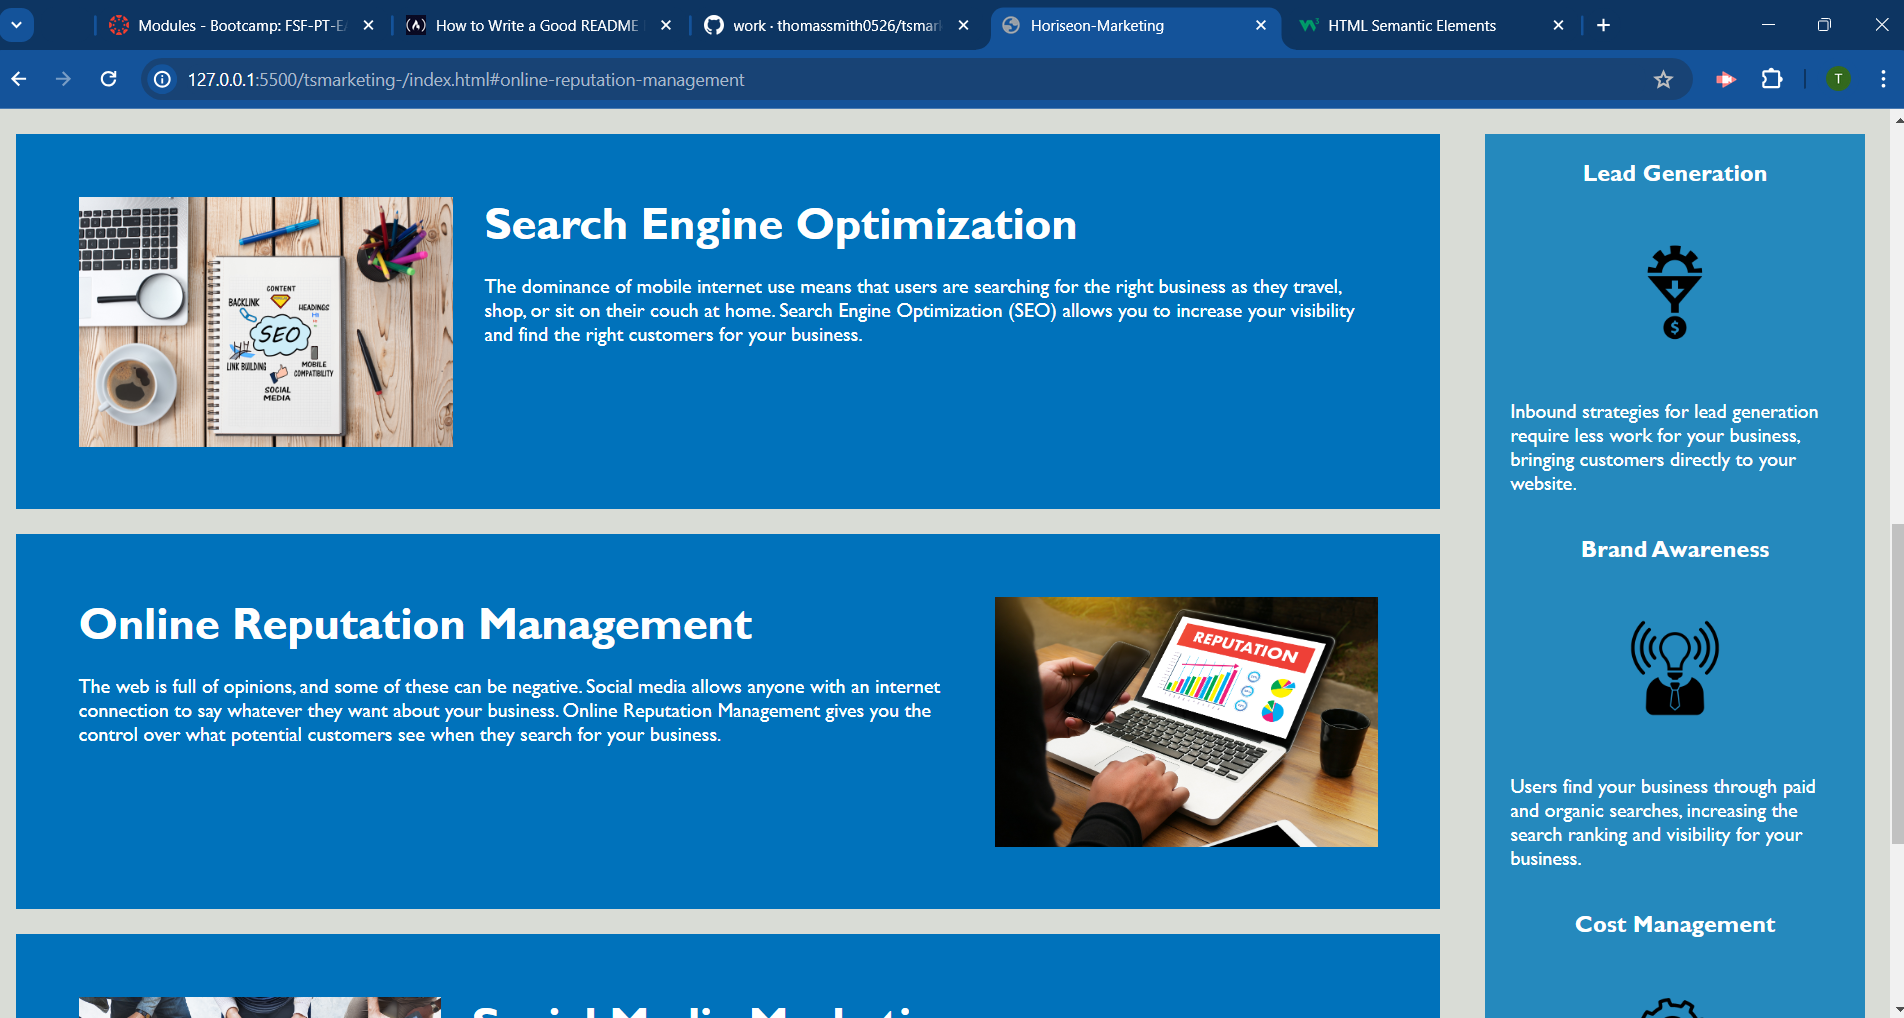 Modules - Bootcamp: FSF-PT-E
How to Write a Good README
work · thomassmith0526/tsmar
Horiseon-Marketing
HTML Semantic Elements
127.0.0.1:5500/tsmarketing-/index.html#online-reputation-management
T
CONTENT
BACKLINK
HEADINGS
SEO
LINK BUILDING
MOBILE
COMPATIBILITY
SOCIAL
MEDIA
Search Engine Optimization
The dominance of mobile internet use means that users are searching for the right business as they travel,
shop, or sit on their couch at home. Search Engine Optimization (SEO) allows you to increase your visibility
and find the right customers for your business.
Online Reputation Management
The web is full of opinions, and some of these can be negative. Social media allows anyone with an internet
connection to say whatever they want about your business. Online Reputation Management gives you the
control over what potential customers see when they search for your business.
REPUTATION
Social Media Marketing
Lead Generation
$
Inbound strategies for lead generation
require less work for your business,
bringing customers directly to your
website.
Brand Awareness
Users find your business through paid
and organic searches, increasing the
search ranking and visibility for your
business.
Cost Management